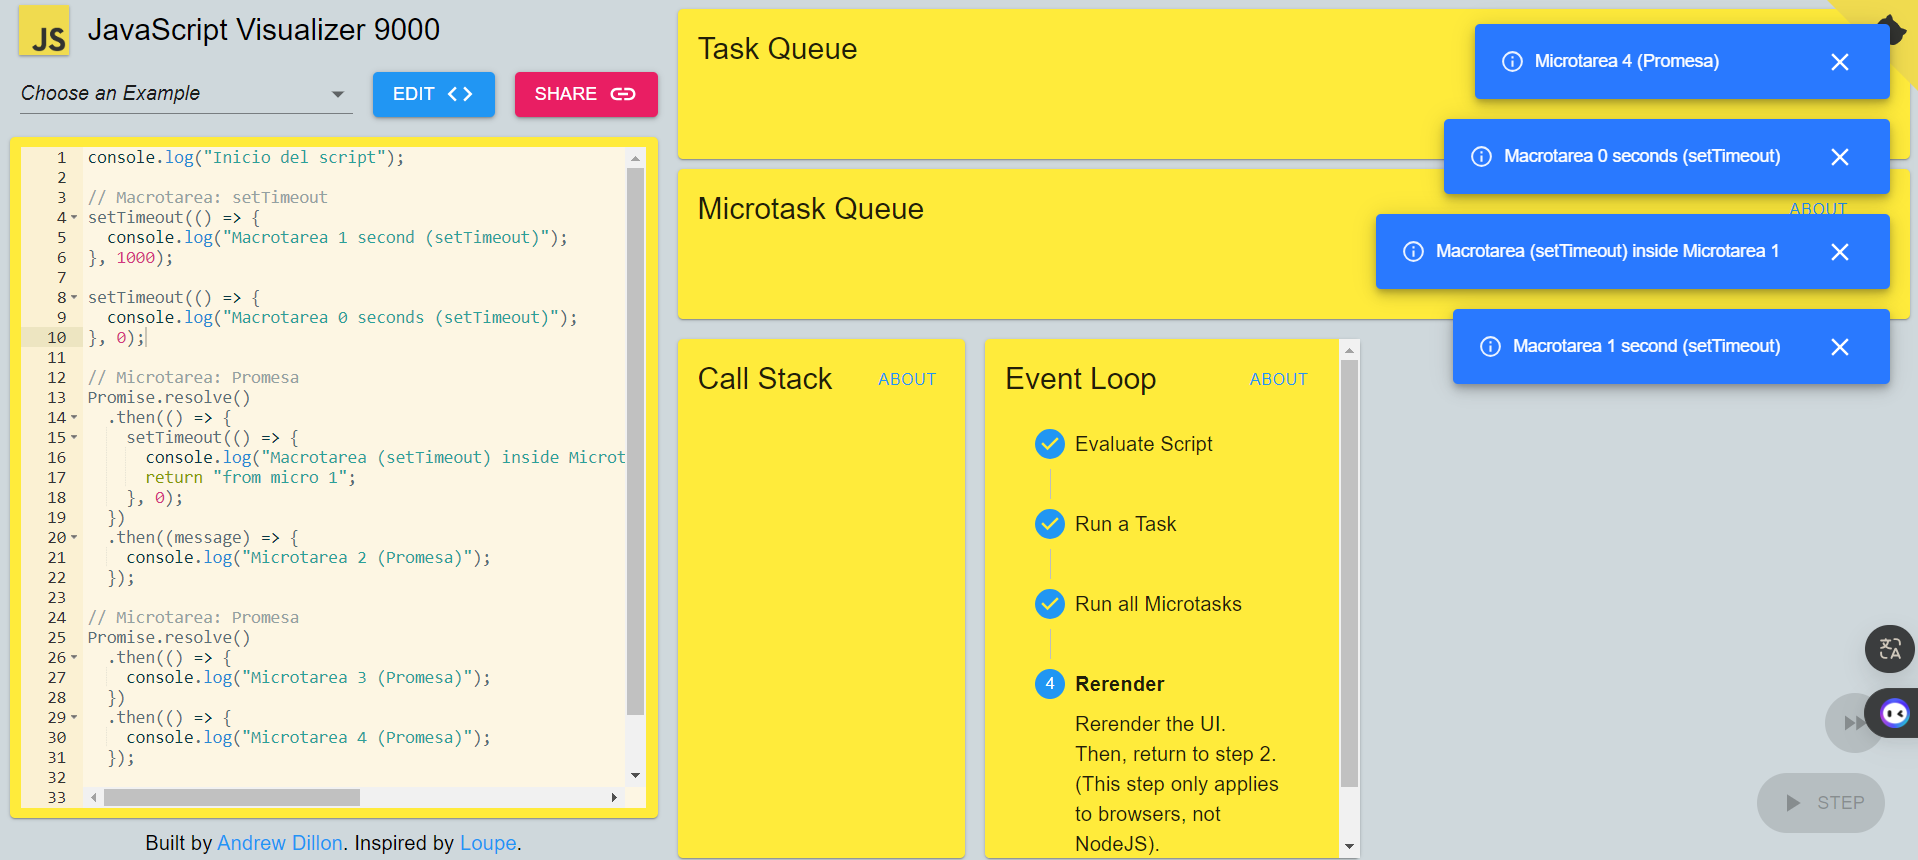 JS
JavaScript Visualizer 9000
Choose an Example
EDIT
SHARE
1 console.log("Inicio del script");
2
3 // Macrotarea: setTimeout
4 setTimeout(() => {
5 console.log("Macrotarea 1 second (setTimeout)");
6 }, 1000);
7
8 setTimeout(() => {
9 console.log("Macrotarea 0 seconds (setTimeout)");
10 }, 0);
11
12 // Microtarea: Promesa
13 Promise.resolve()
14 .then(() => {
15 setTimeout(() => {
16 console.log("Macrotarea (setTimeout) inside Microt
17 return "from micro 1";
18 }, 0);
19 })
20 .then((message) => {
21 console.log("Microtarea 2 (Promesa)");
22 });
23
24 // Microtarea: Promesa
25 Promise.resolve()
26 .then(() => {
27 console.log("Microtarea 3 (Promesa)");
28 })
29 .then(() => {
30 console.log("Microtarea 4 (Promesa)");
31 });
32
33
Built by Andrew Dillon. Inspired by Loupe.
Task Queue
Microtask Queue
ABOUT
Call Stack
ABOUT
Event Loop
ABOUT
Evaluate Script
Run a Task
Run all Microtasks
4 Rerender
Rerender the UI.
Then, return to step 2.
(This step only applies
to browsers, not
NodeJS).
Microtarea 4 (Promesa)
Macrotarea 0 seconds (setTimeout)
Macrotarea (setTimeout) inside Microtarea 1
Macrotarea 1 second (setTimeout)
STEP